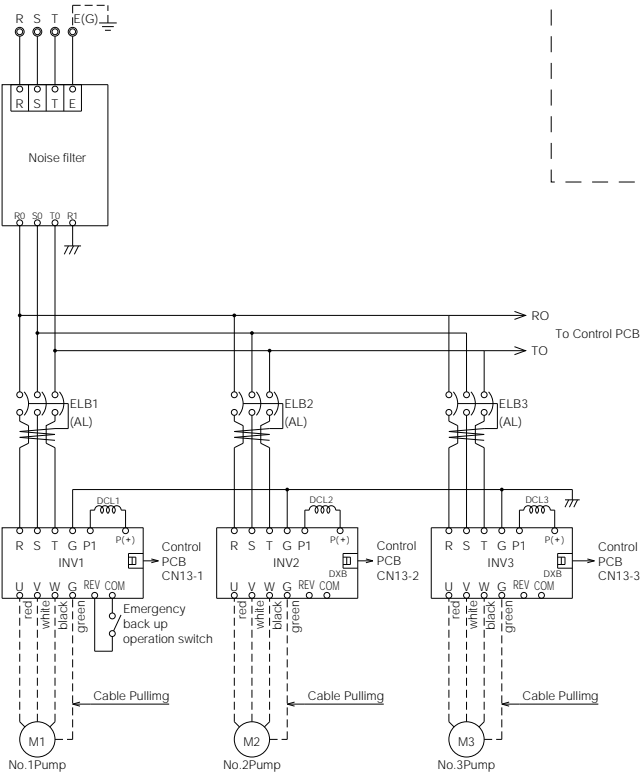 R S T E(G)
R S T E
Noise filter
R0 S0 T0 R1
RO
To Control PCB
TO
ELB1
(AL)
ELB2
(AL)
ELB3
(AL)
DCL1
DCL2
DCL3
R S T G P1 P(+)
INV1
Control
PCB
CN13-1
U V W G REV COM
R S T G P1 P(+)
INV2
DXB
Control
PCB
CN13-2
U V W G REV COM
R S T G P1 P(+)
INV3
DXB
Control
PCB
CN13-3
U V W G REV COM
red
white
black
green
Emergency
back up
operation switch
red
white
black
green
red
white
black
green
Cable Pullimg
Cable Pullimg
Cable Pullimg
M1
No.1Pump
M2
No.2Pump
M3
No.3Pump